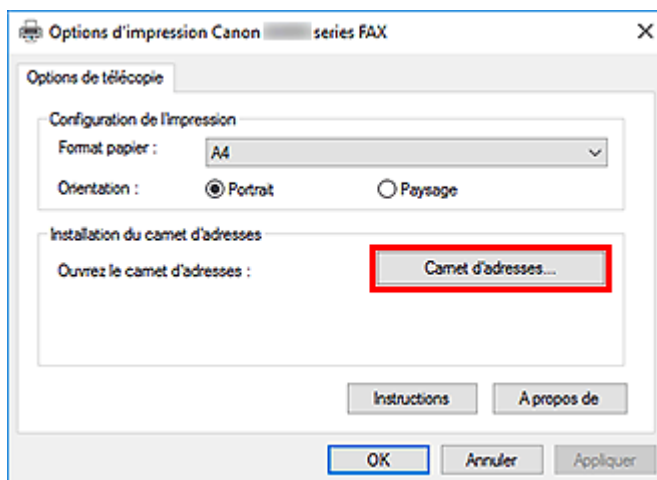 Options d'impression Canon series FAX
Options de télécopie
Configuration de l'impression
Format papier :
A4
Orientation :
Portrait
Paysage
Installation du carnet d'adresses
Ouvrez le carnet d'adresses :
Carnet d'adresses...
Instructions
A propos de
OK
Annuler
Appliquer